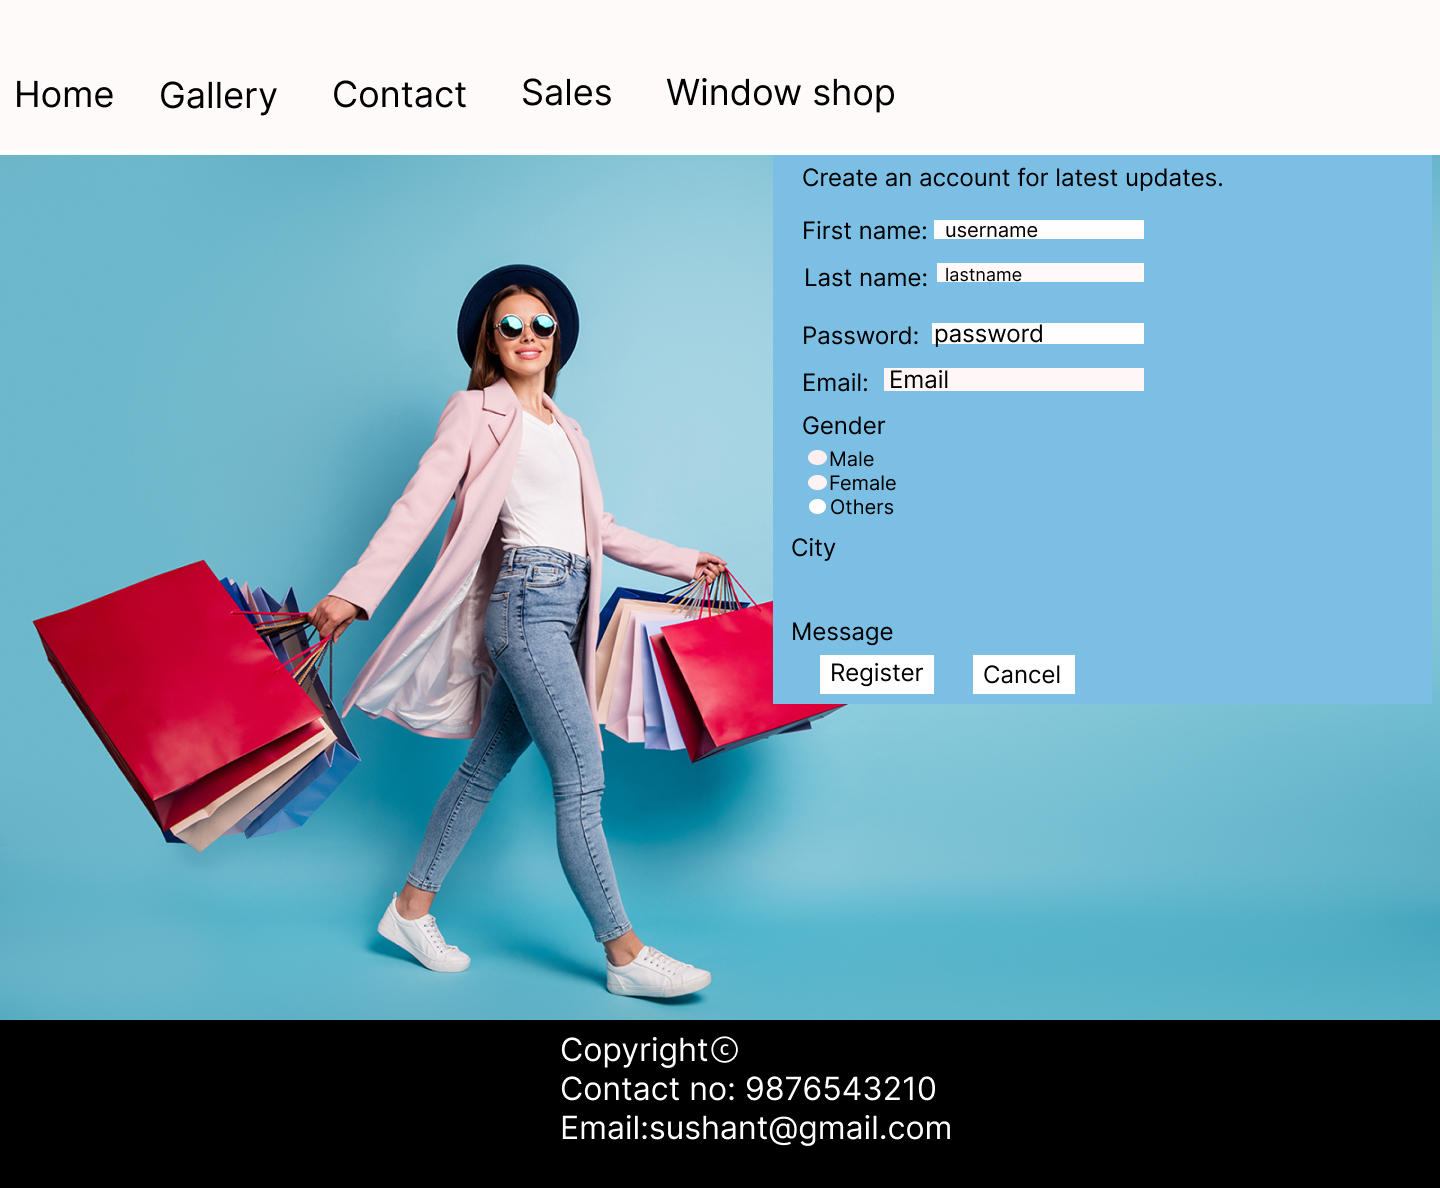 Home Gallery Contact Sales Window shop
Create an account for latest updates.
First name: username
Last name: lastname
Password: password
Email: Email
Gender
Male
Female
Others
City
Message
Register Cancel
Copyright©
Contact no: 9876543210
Email:sushant@gmail.com